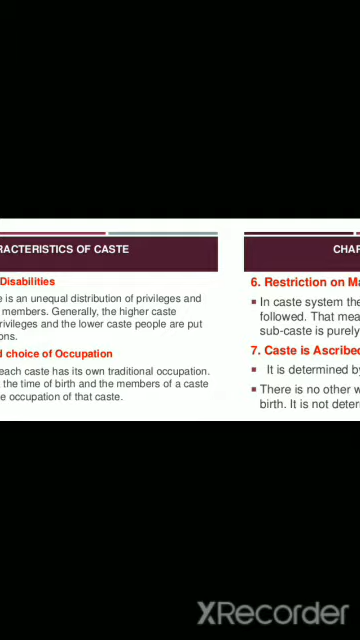 RACTERISTICS OF CASTE
Disabilities
e is an unequal distribution of privileges and
members. Generally, the higher caste
rivileges and the lower caste people are put
ons.
d choice of Occupation
each caste has its own traditional occupation.
the time of birth and the members of a caste
e occupation of that caste.
CHAR
6. Restriction on Ma
In caste system the
followed. That mea
sub-caste is purely
7. Caste is Ascribed
It is determined by
There is no other w
birth. It is not deter
XRecorder